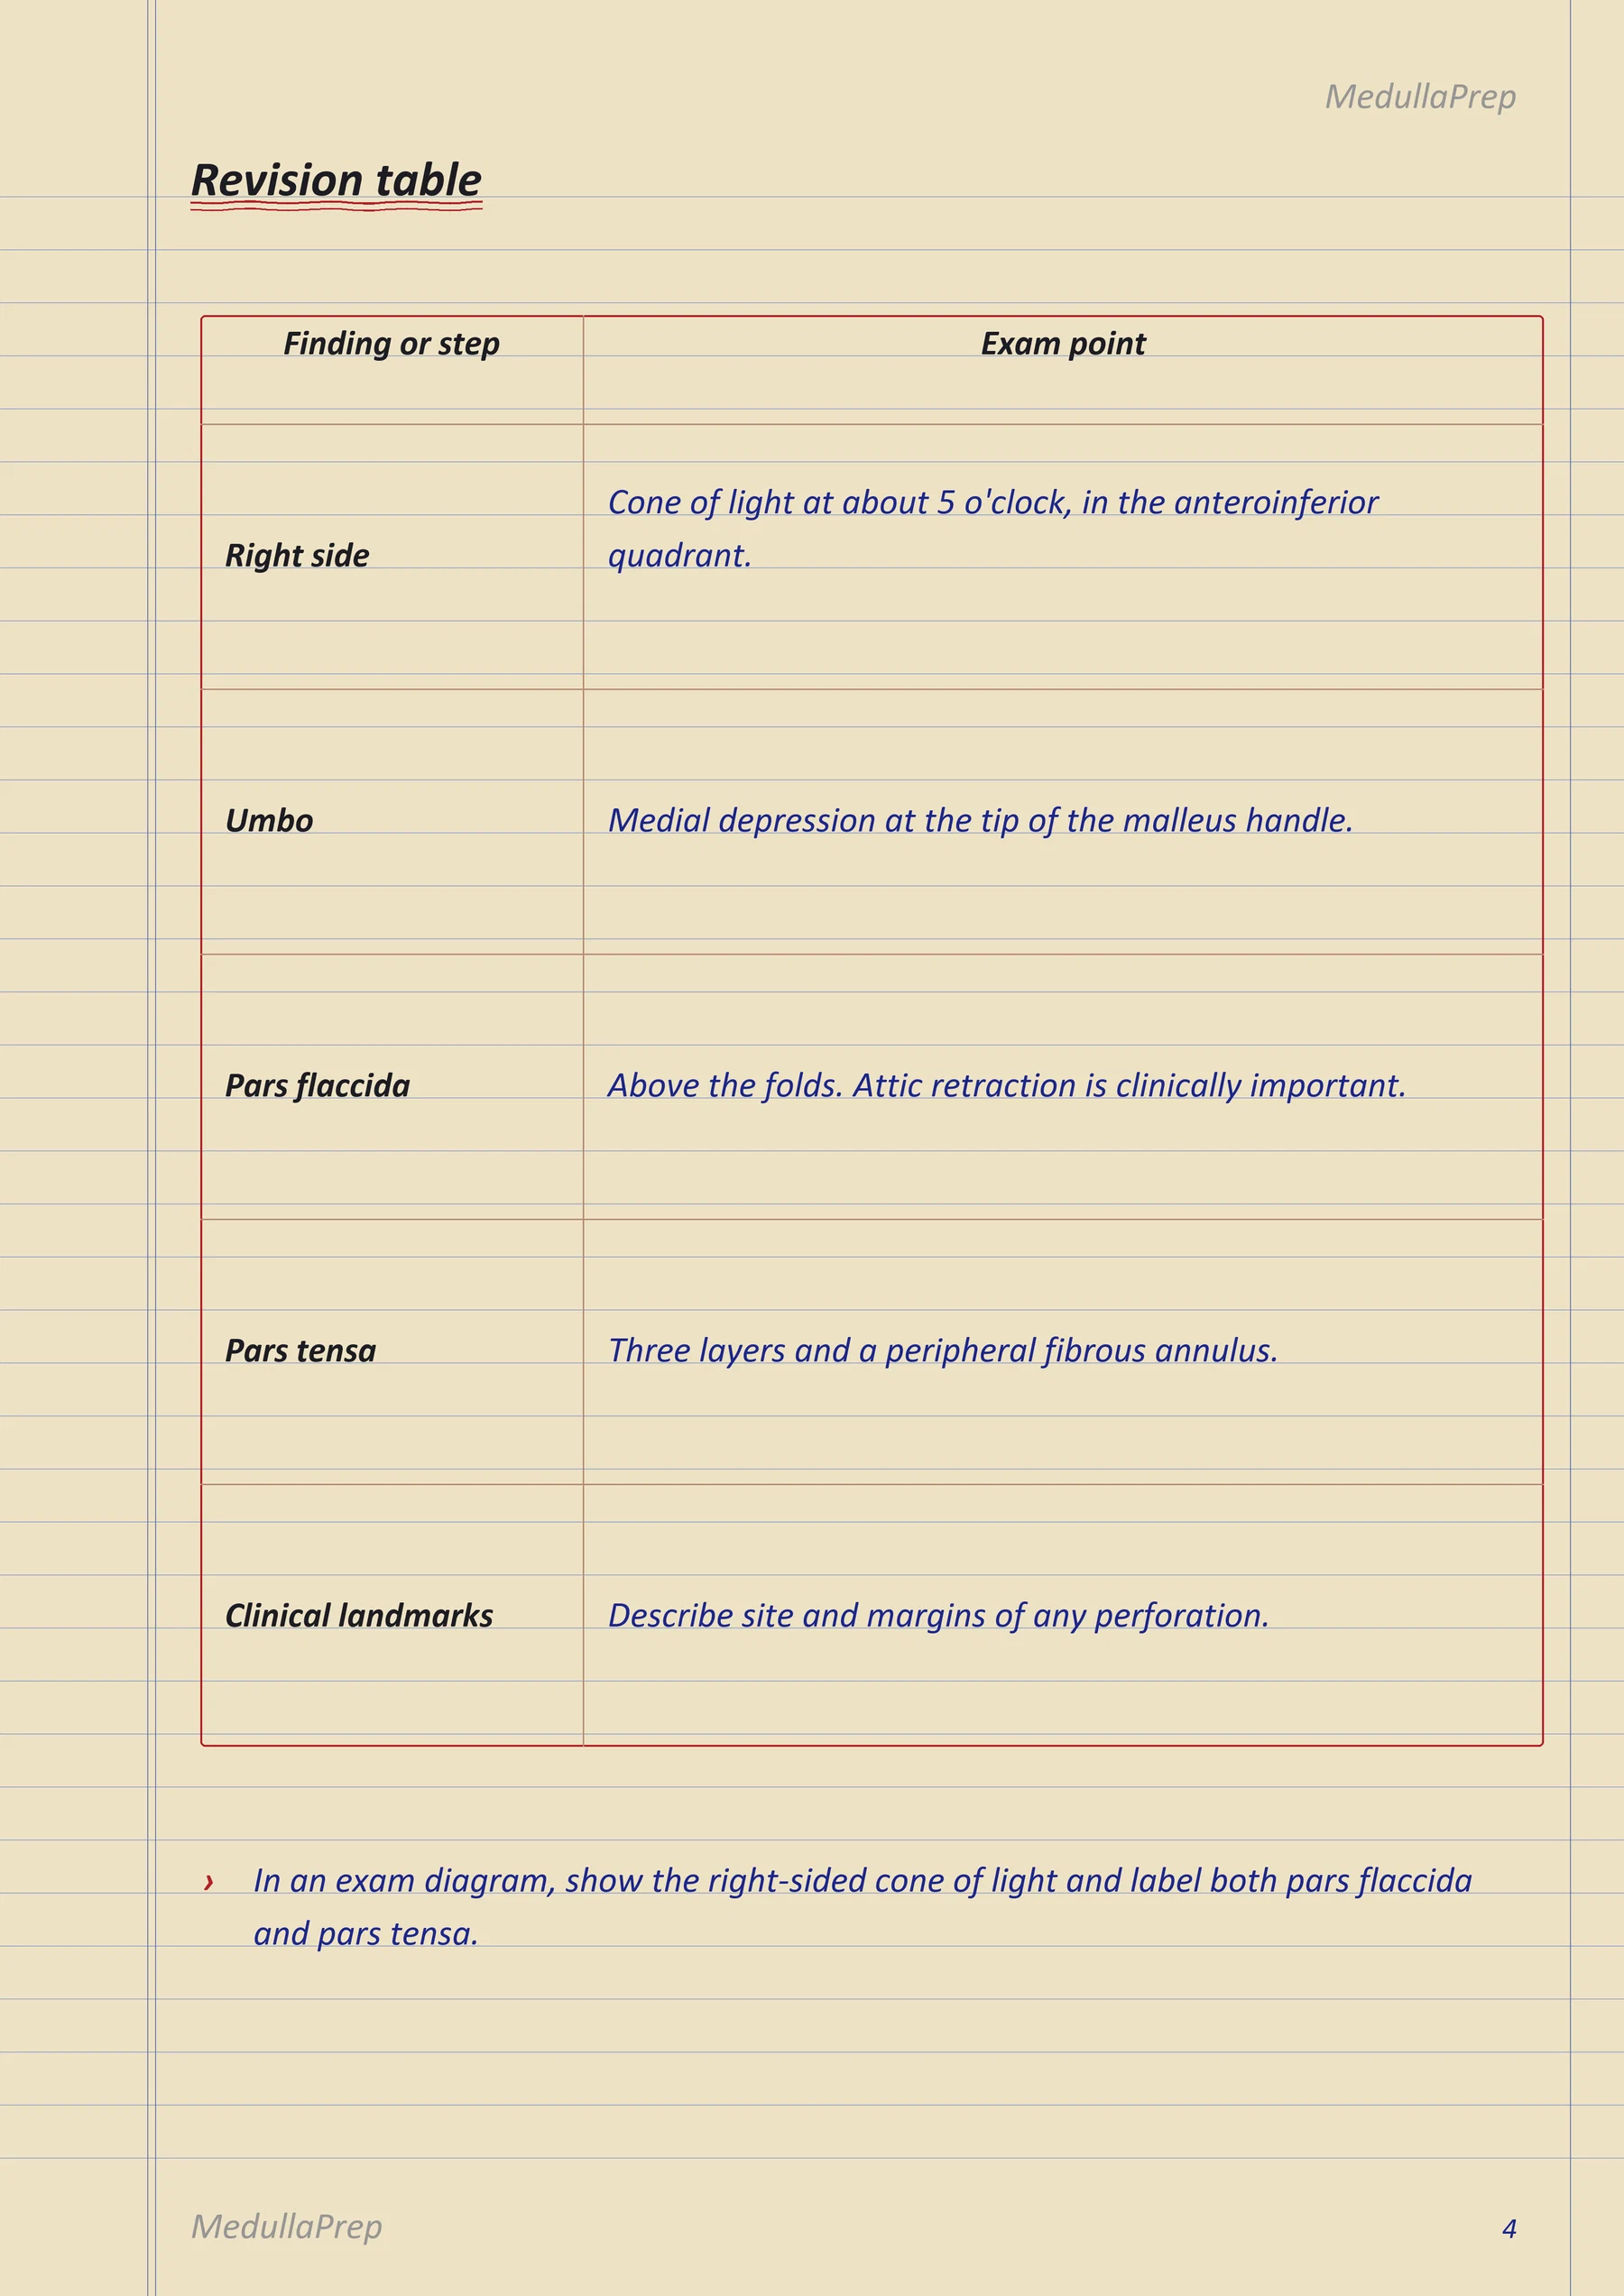 MedullaPrep
Revision table
Finding or step
Exam point
Right side
Cone of light at about 5 o'clock, in the anteroinferior
quadrant.
Umbo
Medial depression at the tip of the malleus handle.
Pars flaccida
Above the folds. Attic retraction is clinically important.
Pars tensa
Three layers and a peripheral fibrous annulus.
Clinical landmarks
Describe site and margins of any perforation.
› In an exam diagram, show the right-sided cone of light and label both pars flaccida
and pars tensa.
MedullaPrep
4